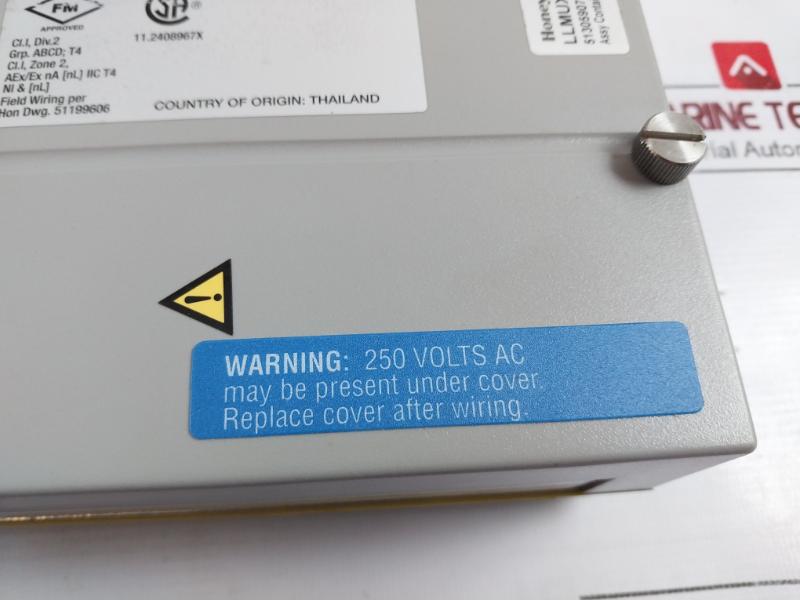 FM
APPROVED
Cl.I, Div.2
Grp. ABCD; T4
Cl.I, Zone 2,
AEx/Ex nA [nL] IIC T4
NI & [nL]
Field Wiring per
Hon Dwg. 51199606
11.2408967X
COUNTRY OF ORIGIN: THAILAND
LLMUX
Assy
WARNING: 250 VOLTS AC
may be present under cover.
Replace cover after wiring.